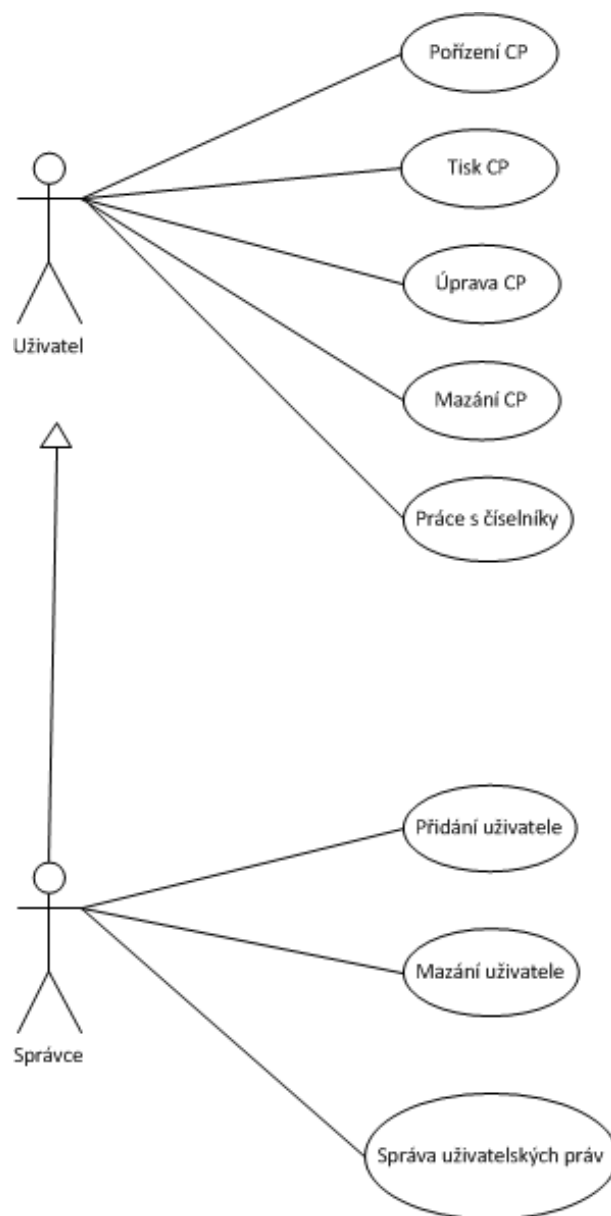 Pořízení CP
Tisk CP
Úprava CP
Uživatel
Mazání CP
Práce s číselníky
Přidání uživatele
Mazání uživatele
Správce
Správa uživatelských práv